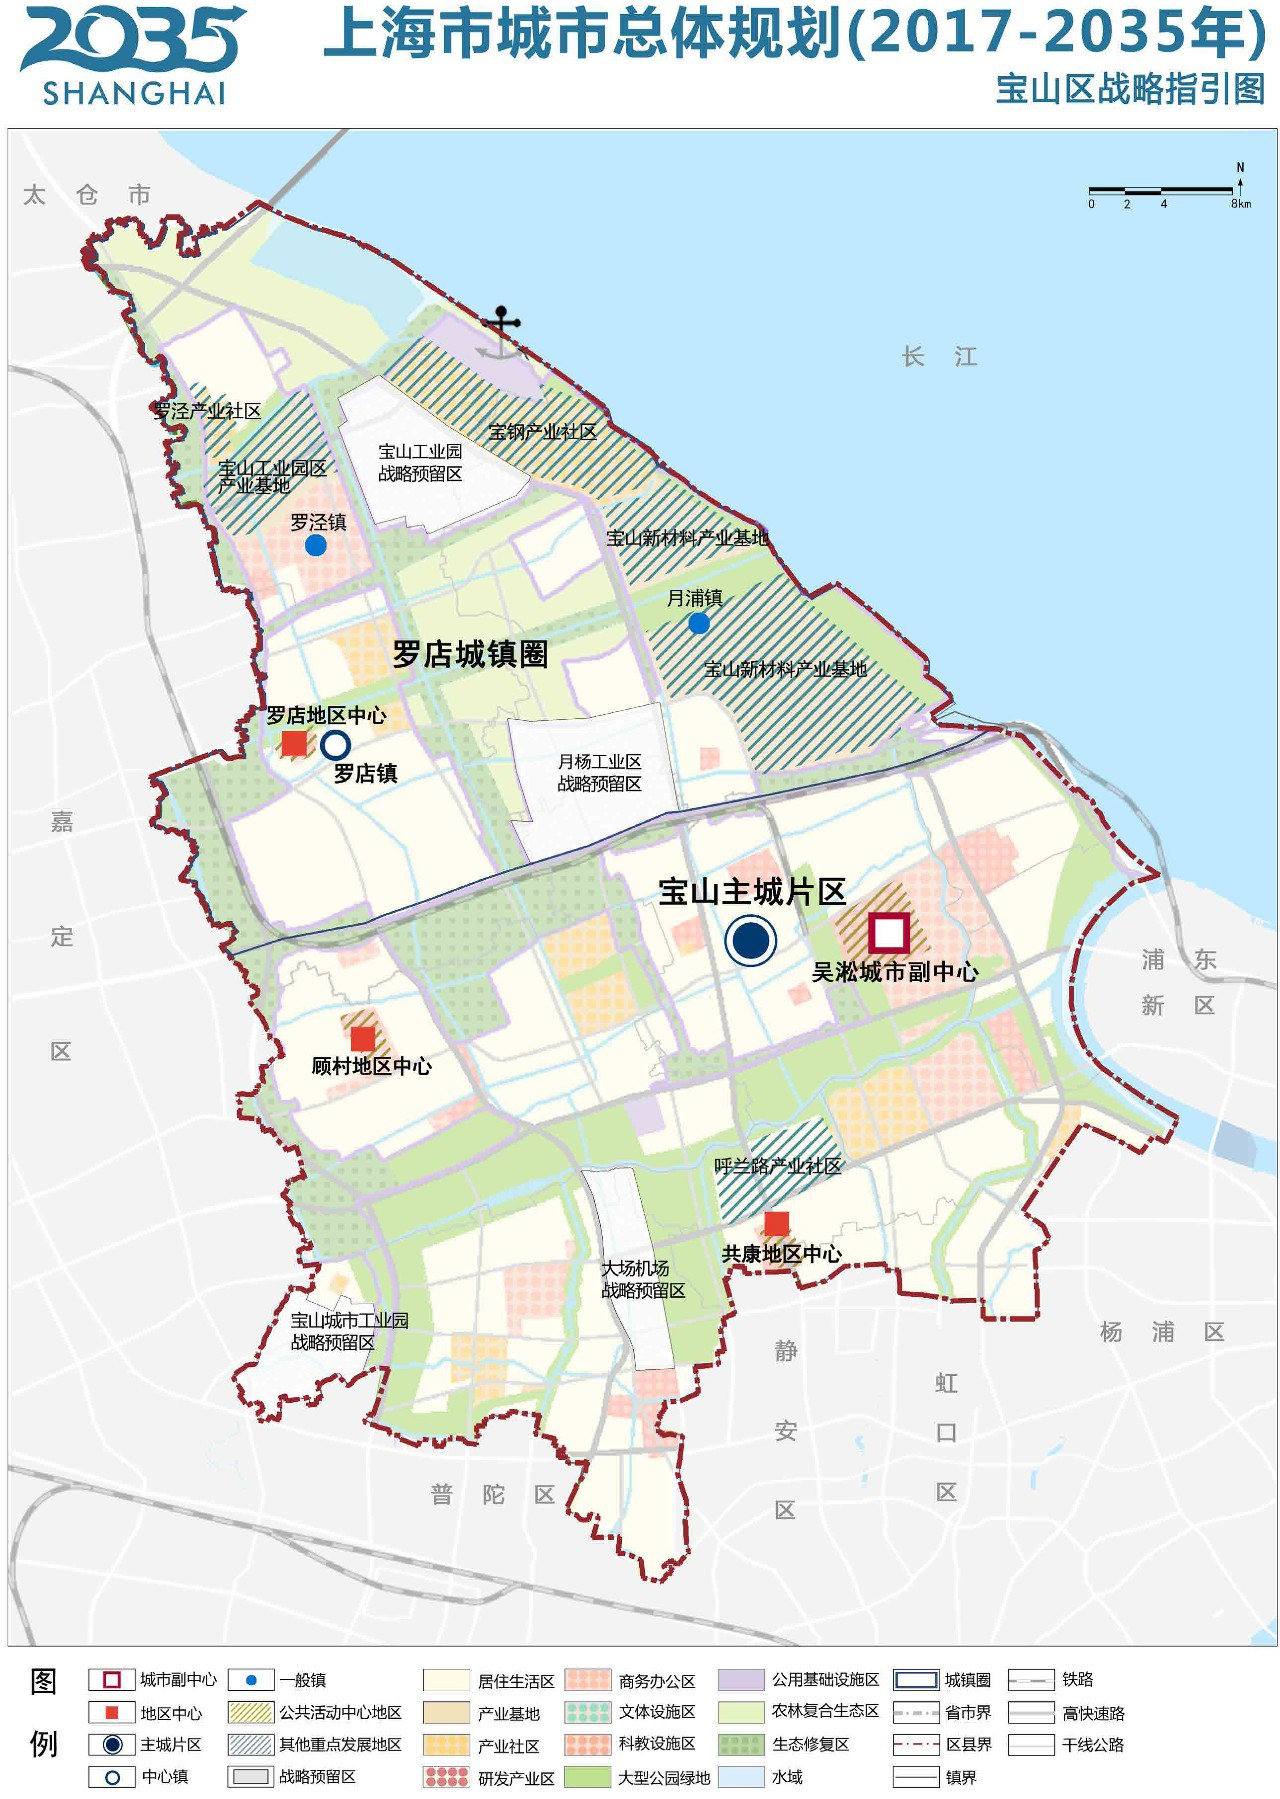 2035
SHANGHAI
上海市城市总体规划(2017-2035年)
宝山区战略指引图
太仓市
N
0 2 4 8km
长江
罗泾产业社区
宝山工业园区
产业基地
罗泾镇
宝山工业园
战略预留区
宝钢产业社区
宝山新材料产业基地
月浦镇
宝山新材料产业基地
罗店城镇圈
罗店地区中心
罗店镇
月杨工业区
战略预留区
嘉定区
宝山主城片区
吴淞城市副中心
浦东
新区
顾村地区中心
呼兰路产业社区
共康地区中心
大场机场
战略预留区
宝山城市工业园
战略预留区
静安区
虹口区
杨浦区
普陀区
图例
城市副中心
地区中心
主城片区
中心镇
一般镇
公共活动中心地区
其他重点发展地区
战略预留区
居住生活区
产业基地
产业社区
研发产业区
商务办公区
文体设施区
科教设施区
大型公园绿地
公用基础设施区
农林复合生态区
生态修复区
水域
城镇圈
省市界
区县界
镇界
铁路
高快速路
干线公路